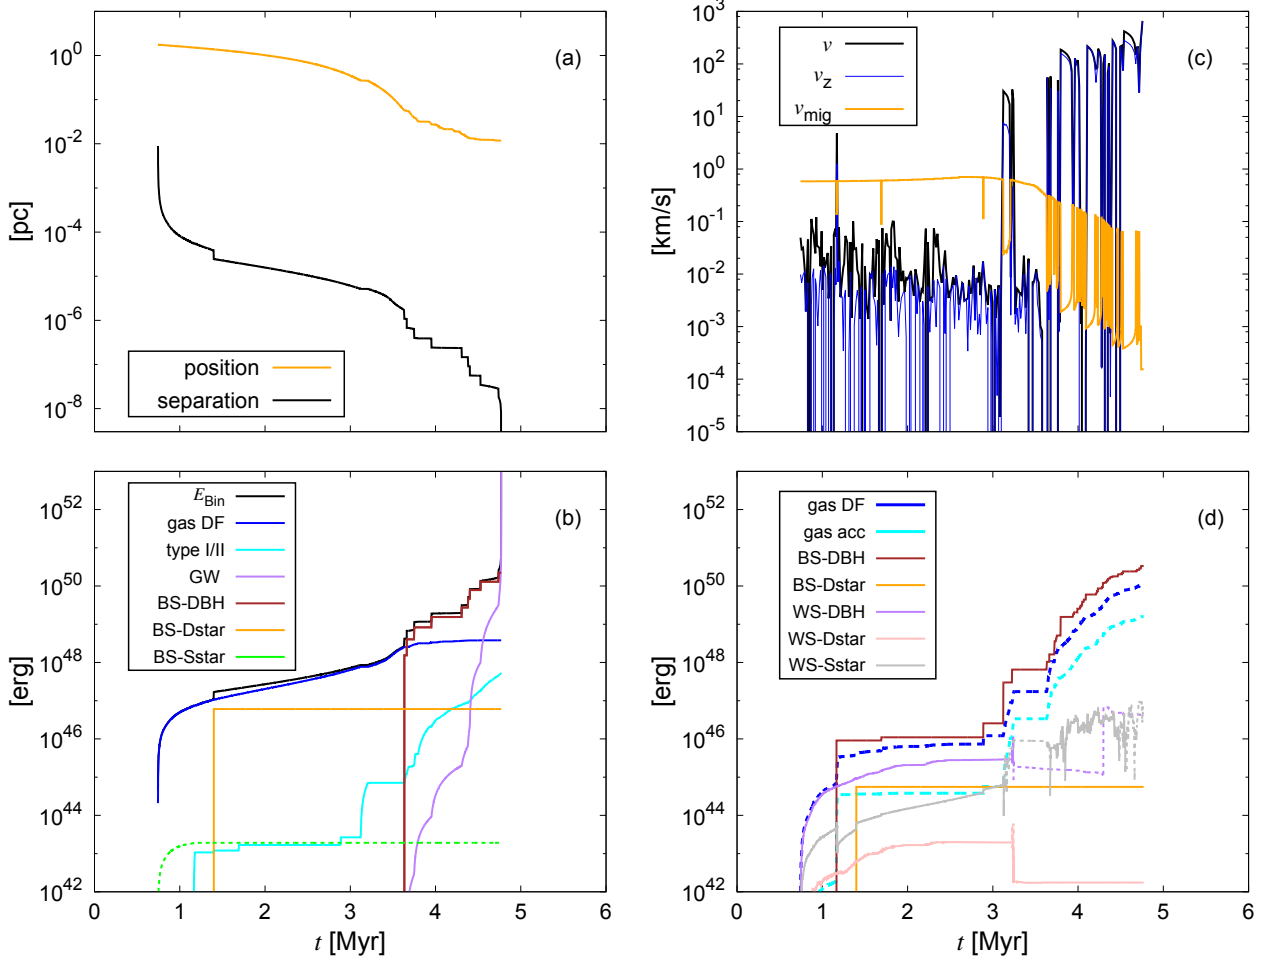 10^0
10^-2
10^-4
10^-6
10^-8
[pc]
(a)
position
separation
10^3
10^2
10^1
10^0
10^-1
10^-2
10^-3
10^-4
10^-5
[km/s]
(c)
v
v_z
v_mig
10^52
10^50
10^48
10^46
10^44
10^42
[erg]
(b)
E_Bin
gas DF
type I/II
GW
BS-DBH
BS-Dstar
BS-Sstar
0 1 2 3 4 5 6
t [Myr]
10^52
10^50
10^48
10^46
10^44
10^42
[erg]
(d)
gas DF
gas acc
BS-DBH
BS-Dstar
WS-DBH
WS-Dstar
WS-Sstar
0 1 2 3 4 5 6
t [Myr]